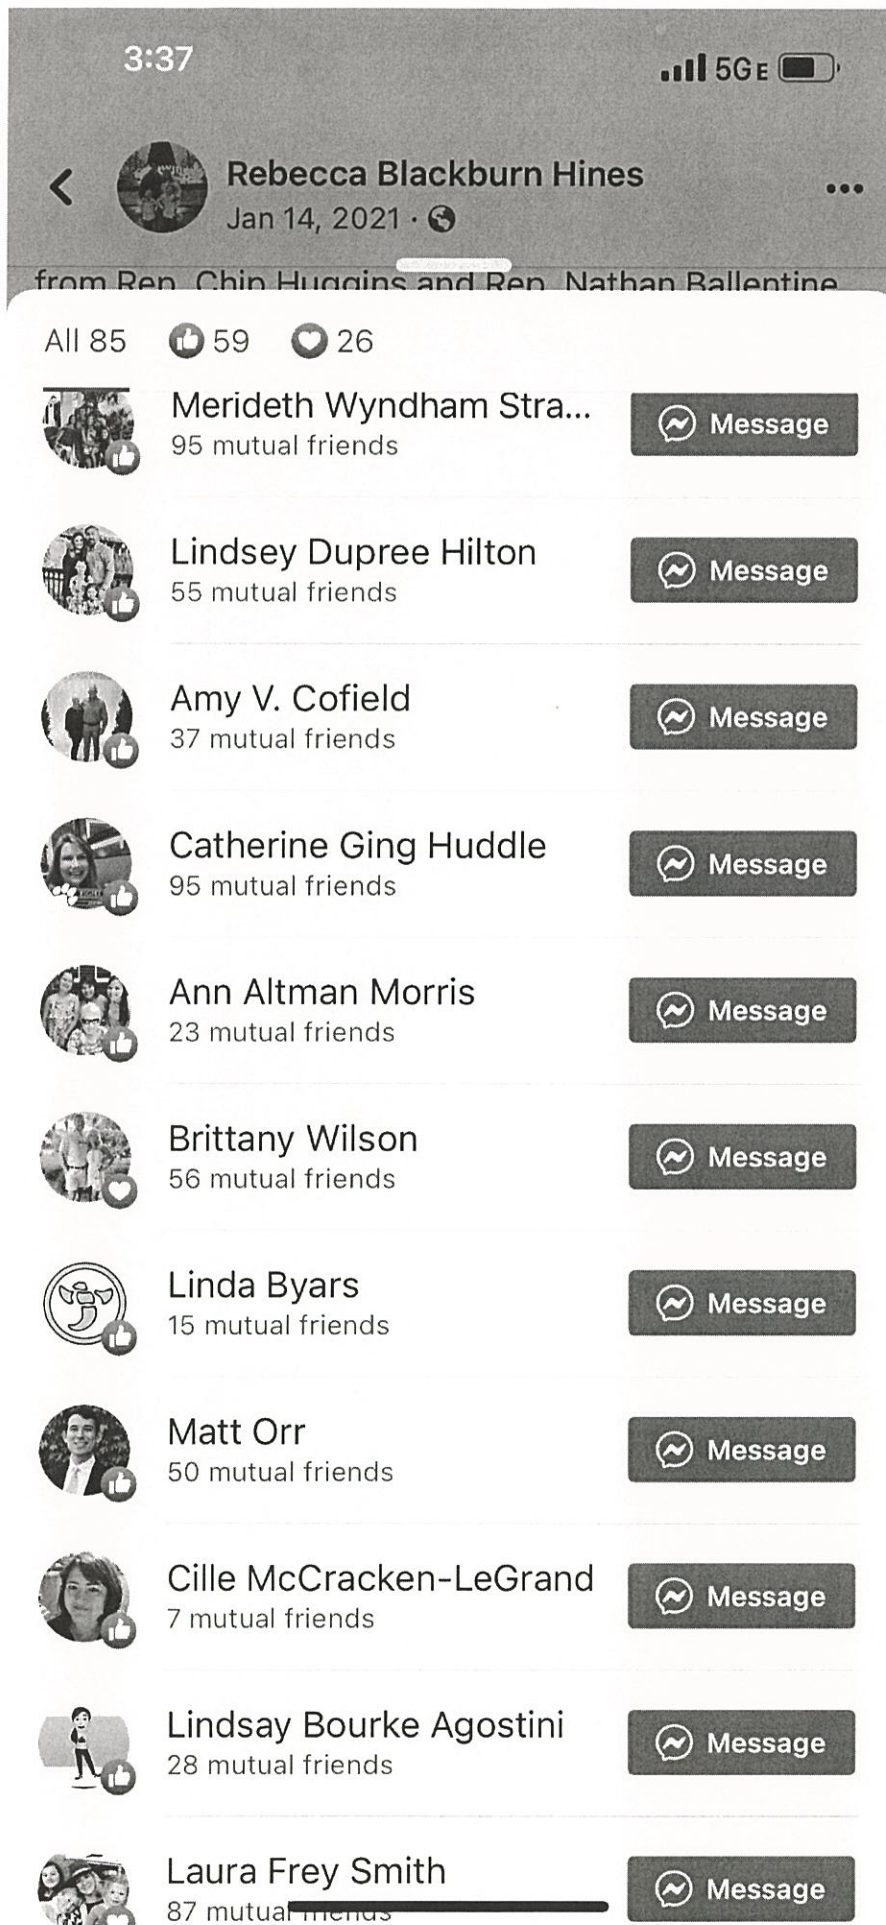 3:37
5GE
Rebecca Blackburn Hines
Jan 14, 2021 ·
from Rep. Chip Huggins and Rep. Nathan Ballentine
All 85 59 26
Merideth Wyndham Stra... Message
95 mutual friends
Lindsey Dupree Hilton Message
55 mutual friends
Amy V. Cofield Message
37 mutual friends
Catherine Ging Huddle Message
95 mutual friends
Ann Altman Morris Message
23 mutual friends
Brittany Wilson Message
56 mutual friends
Linda Byars Message
15 mutual friends
Matt Orr Message
50 mutual friends
Cille McCracken-LeGrand Message
7 mutual friends
Lindsay Bourke Agostini Message
28 mutual friends
Laura Frey Smith Message
87 mutual friends